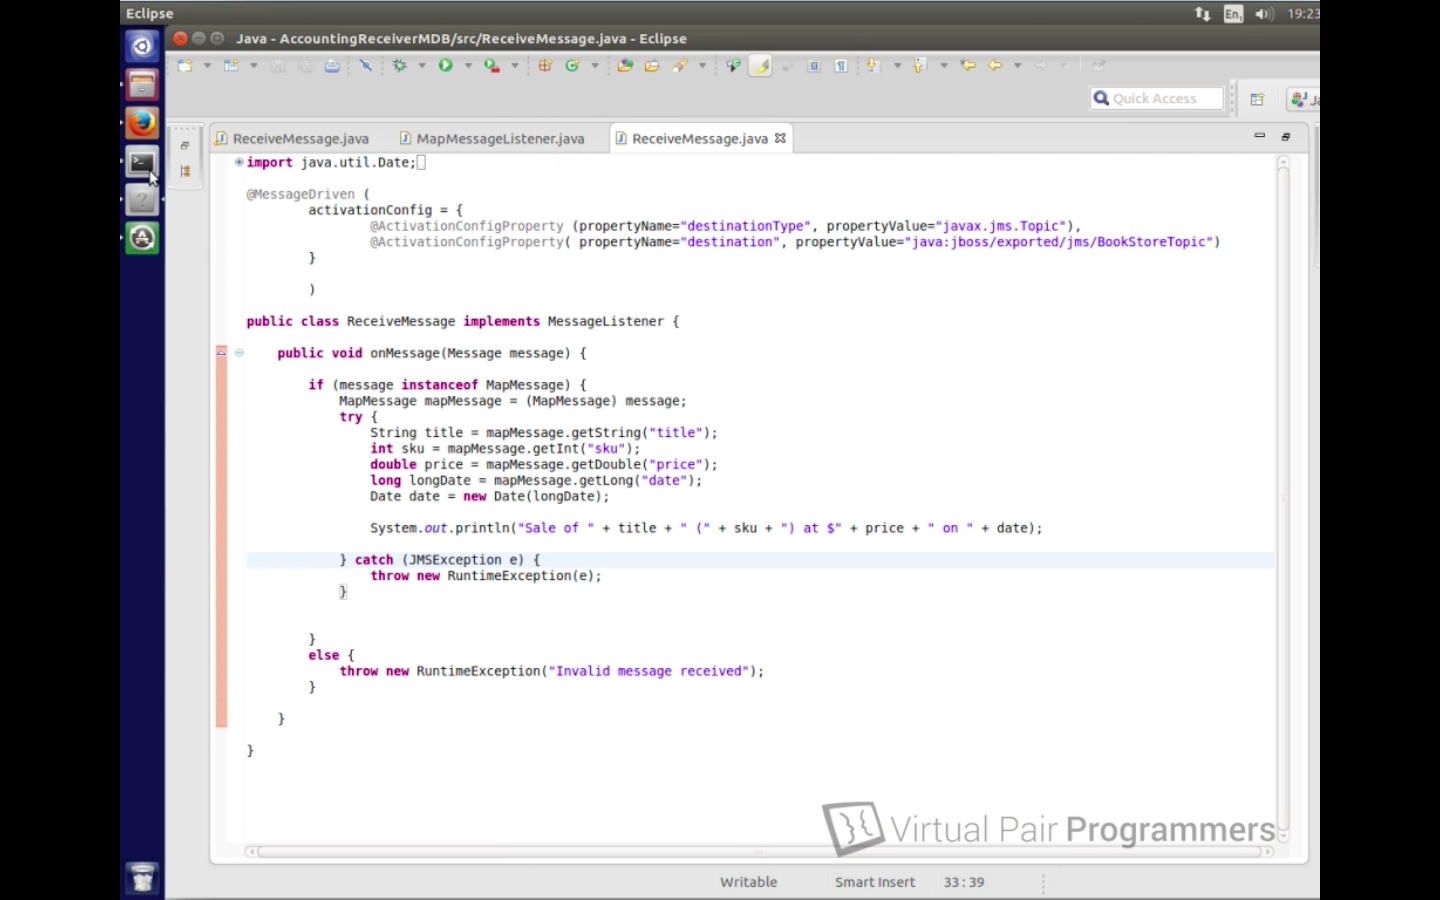 Eclipse
En
19:23
Java - AccountingReceiverMDB/src/ReceiveMessage.java - Eclipse
Quick Access
ReceiveMessage.java
MapMessageListener.java
ReceiveMessage.java
import java.util.Date;
@MessageDriven (
activationConfig = {
@ActivationConfigProperty (propertyName="destinationType", propertyValue="javax.jms.Topic"),
@ActivationConfigProperty( propertyName="destination", propertyValue="java:jboss/exported/jms/BookStoreTopic")
}
)
public class ReceiveMessage implements MessageListener {
public void onMessage(Message message) {
if (message instanceof MapMessage) {
MapMessage mapMessage = (MapMessage) message;
try {
String title = mapMessage.getString("title");
int sku = mapMessage.getInt("sku");
double price = mapMessage.getDouble("price");
long longDate = mapMessage.getLong("date");
Date date = new Date(longDate);
System.out.println("Sale of " + title + " (" + sku + ") at $" + price + " on " + date);
} catch (JMSException e) {
throw new RuntimeException(e);
}
}
else {
throw new RuntimeException("Invalid message received");
}
}
}
Virtual Pair Programmers
Writable
Smart Insert
33 : 39